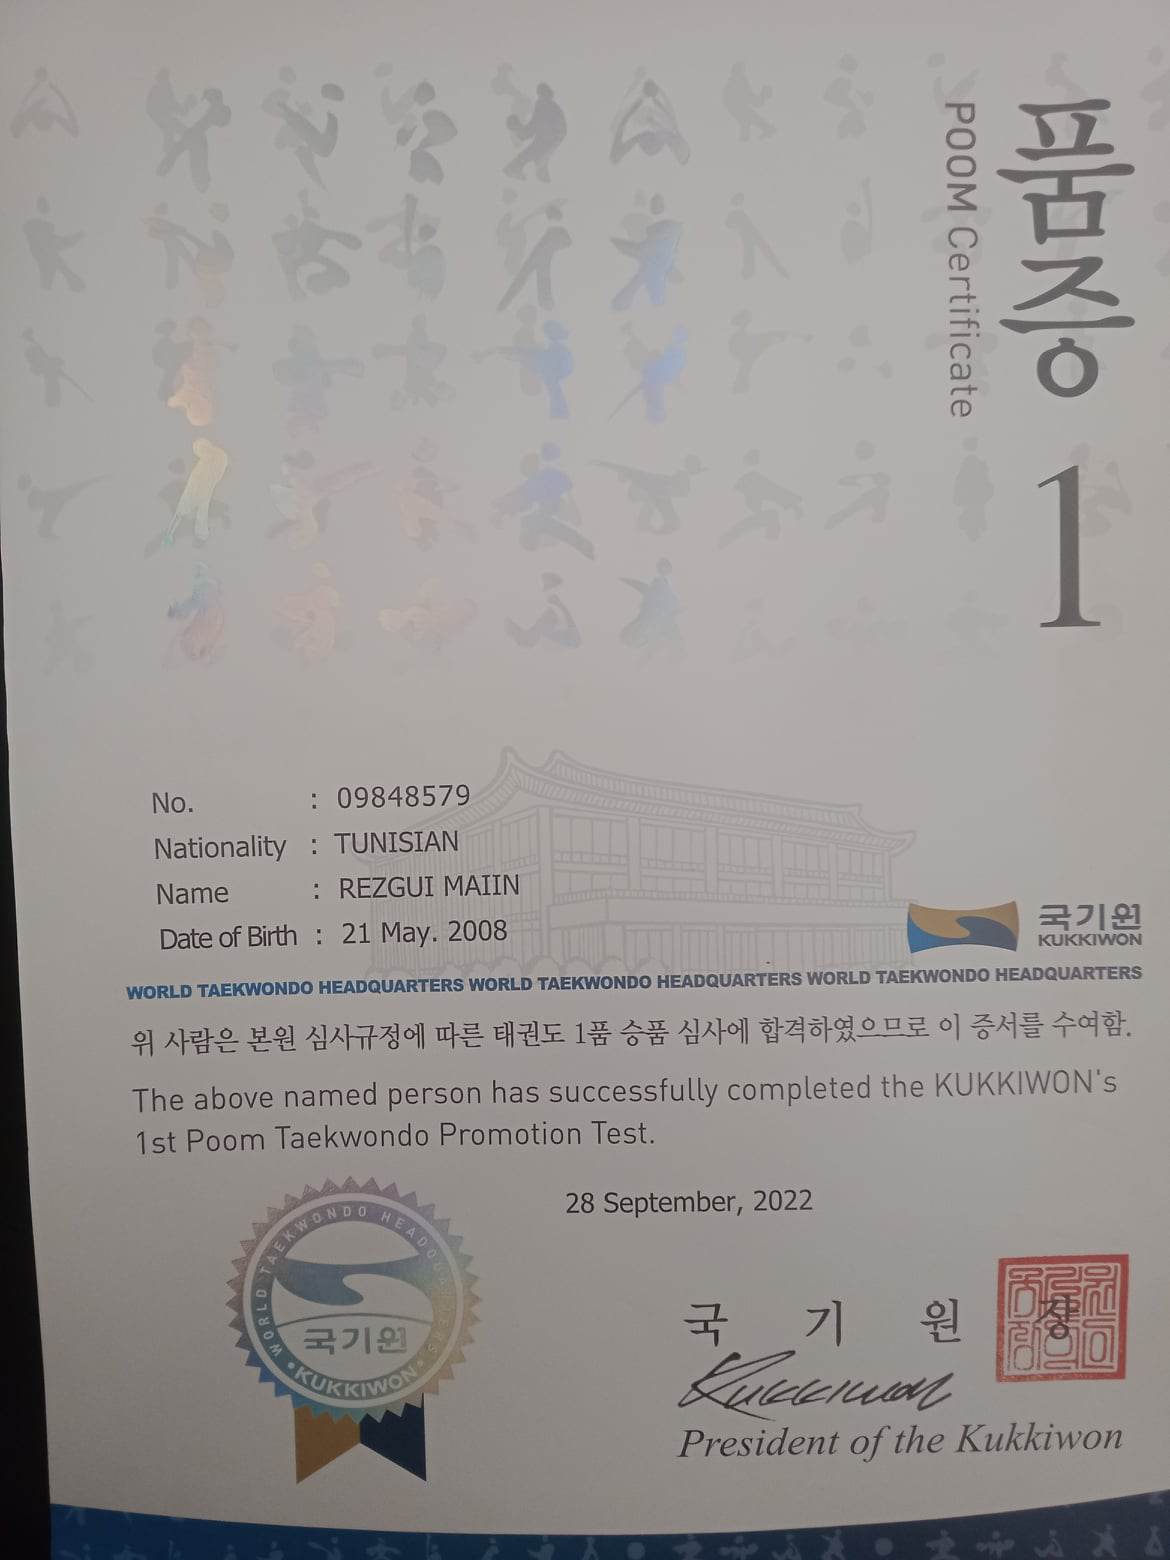 품증
POOM Certificate
1
No. : 09848579
Nationality : TUNISIAN
Name : REZGUI MAIIN
Date of Birth : 21 May. 2008
국기원
KUKKIWON
WORLD TAEKWONDO HEADQUARTERS WORLD TAEKWONDO HEADQUARTERS WORLD TAEKWONDO HEADQUARTERS
위 사람은 본원 심사규정에 따른 태권도 1품 승품 심사에 합격하였으므로 이 증서를 수여함.
The above named person has successfully completed the KUKKIWON's
1st Poom Taekwondo Promotion Test.
28 September, 2022
WORLD TAEKWONDO HEADQUARTERS
국기원
•KUKKIWON•
국 기 원 장
Kukkiwon
President of the Kukkiwon